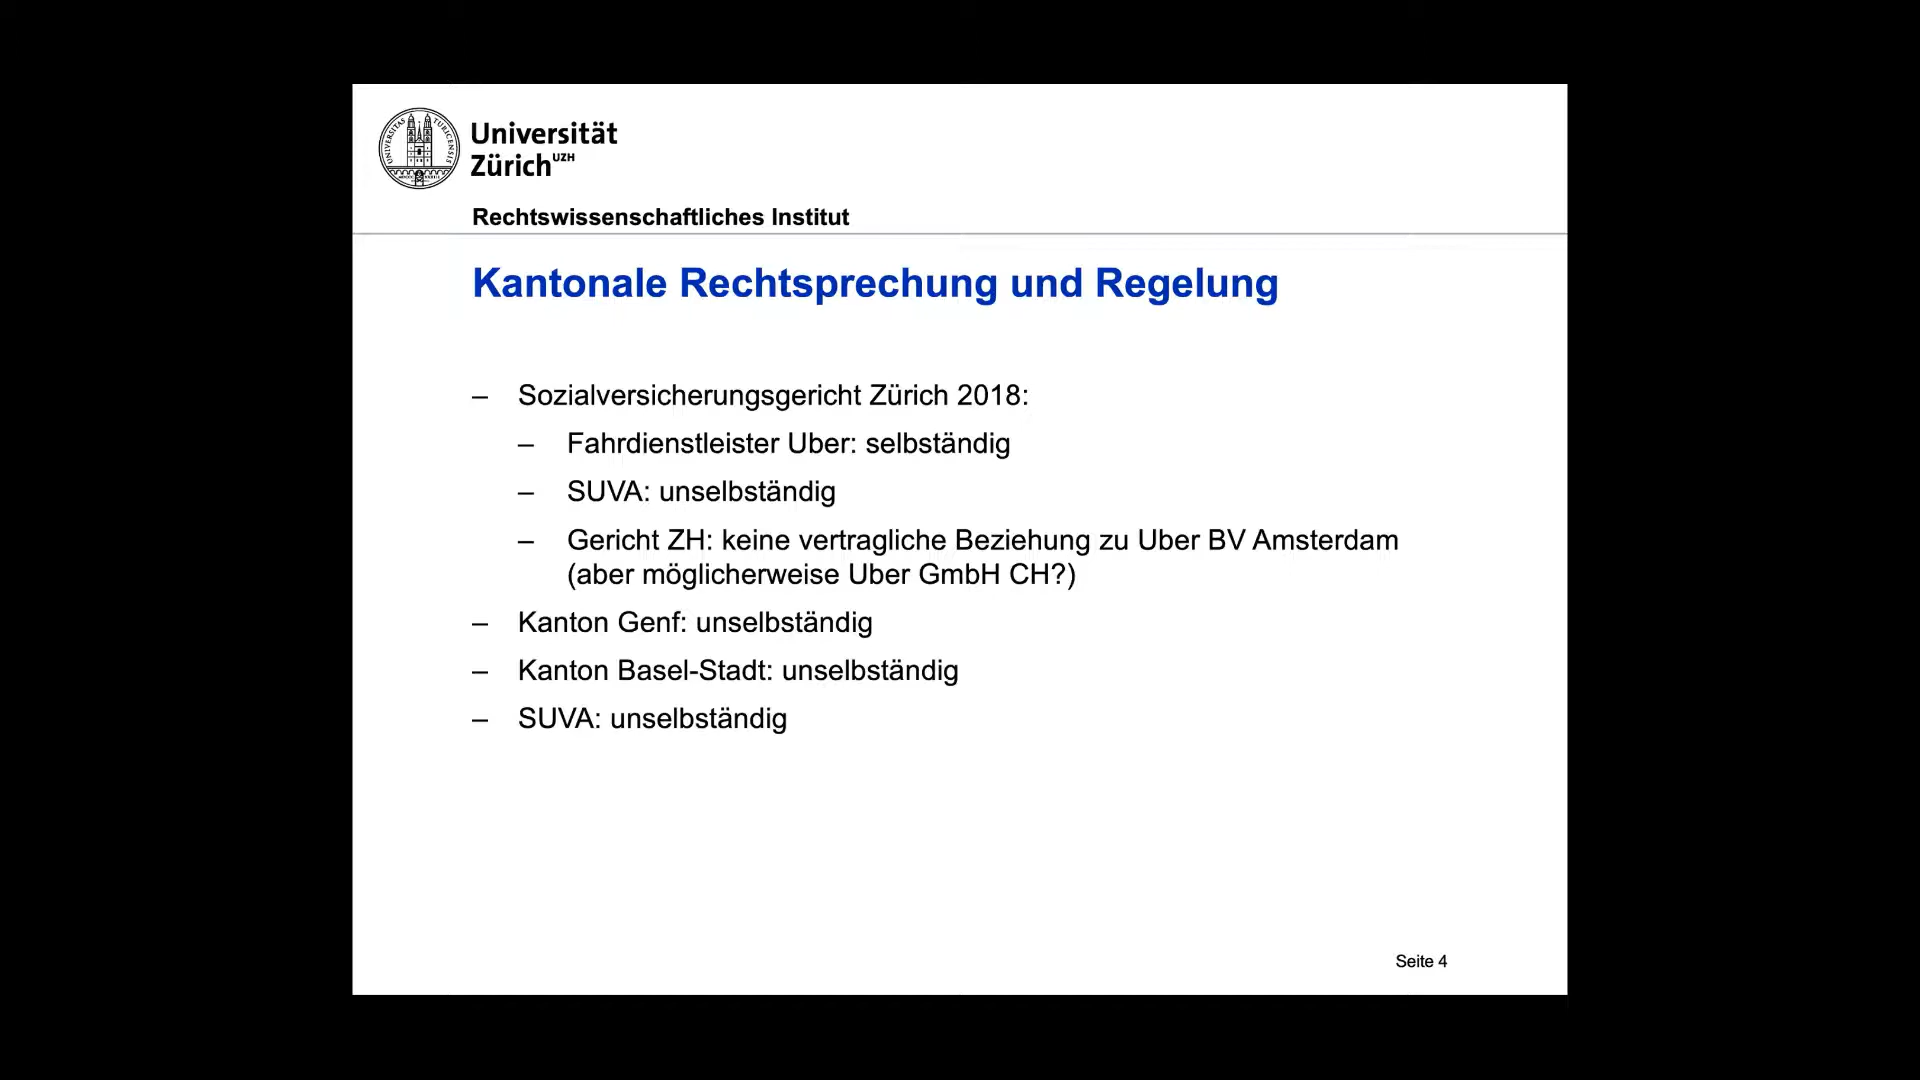 Universität
Zürich UZH
Rechtswissenschaftliches Institut
Kantonale Rechtsprechung und Regelung
– Sozialversicherungsgericht Zürich 2018:
– Fahrdienstleister Uber: selbständig
– SUVA: unselbständig
– Gericht ZH: keine vertragliche Beziehung zu Uber BV Amsterdam
(aber möglicherweise Uber GmbH CH?)
– Kanton Genf: unselbständig
– Kanton Basel-Stadt: unselbständig
– SUVA: unselbständig
Seite 4